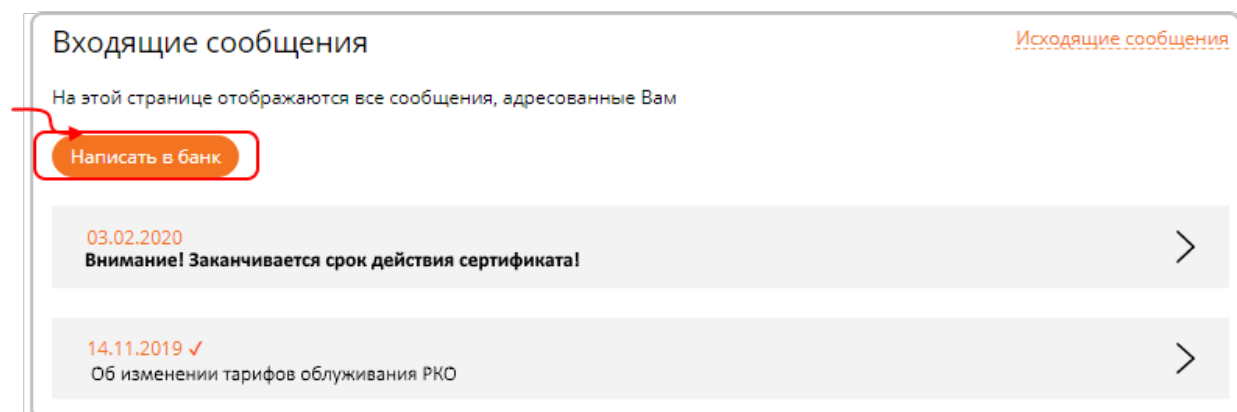 Входящие сообщения
Исходящие сообщения
На этой странице отображаются все сообщения, адресованные Вам
Написать в банк
03.02.2020
Внимание! Заканчивается срок действия сертификата!
14.11.2019 ✓
Об изменении тарифов облуживания РКО